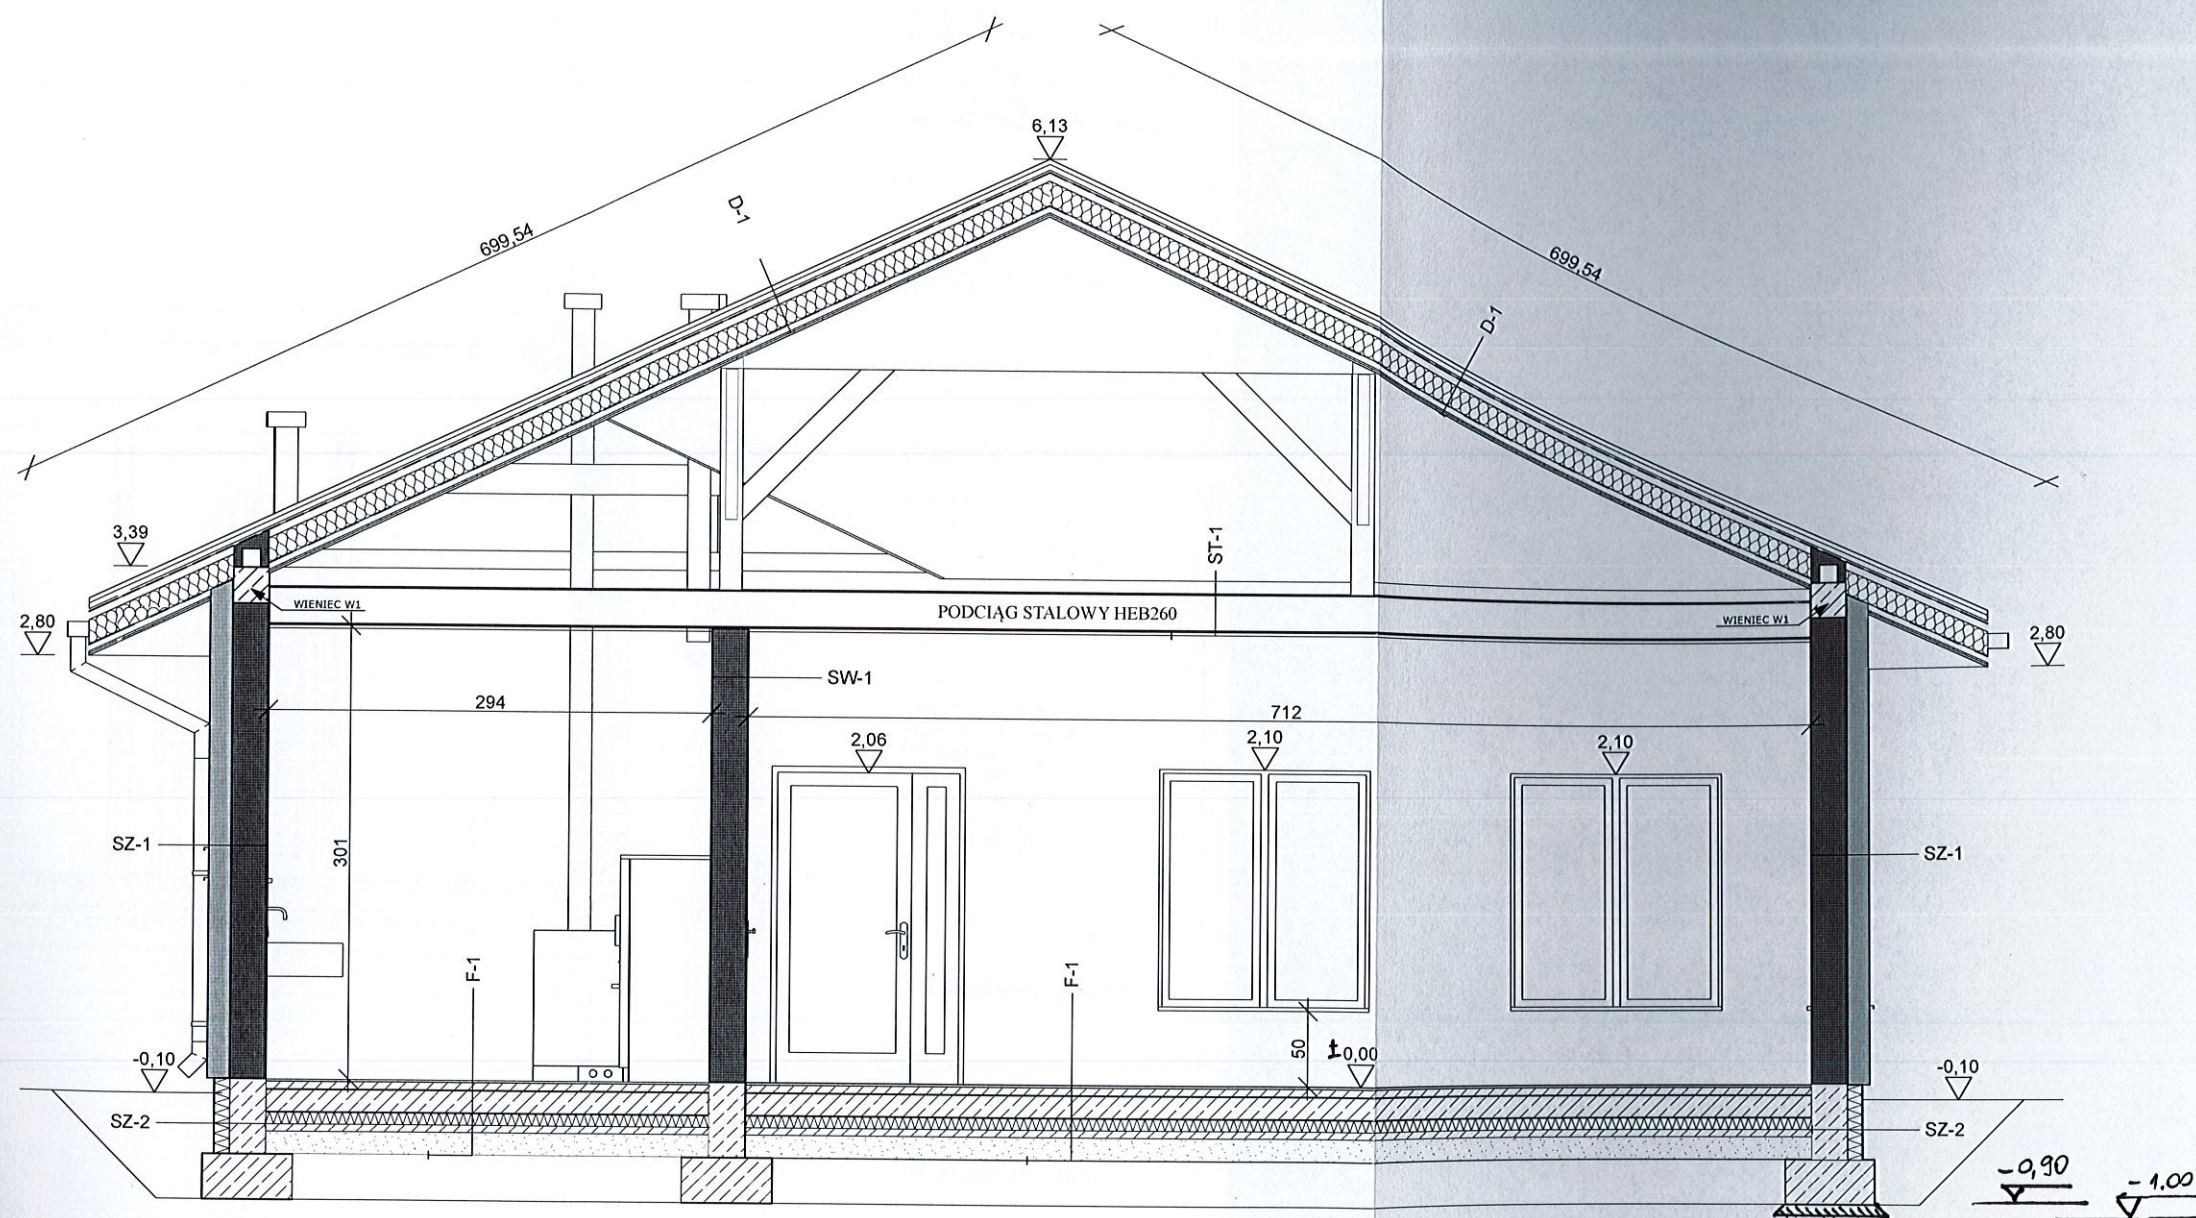 6,13
D-1
699,54
699,54
D-1
3,39
ST-1
WIENIEC W1
PODCIĄG STALOWY HEB260
WIENIEC W1
2,80
2,80
SW-1
294
712
2,06
2,10
2,10
SZ-1
301
SZ-1
F-1
F-1
50
±0,00
-0,10
-0,10
SZ-2
SZ-2
-0,90
-1.00